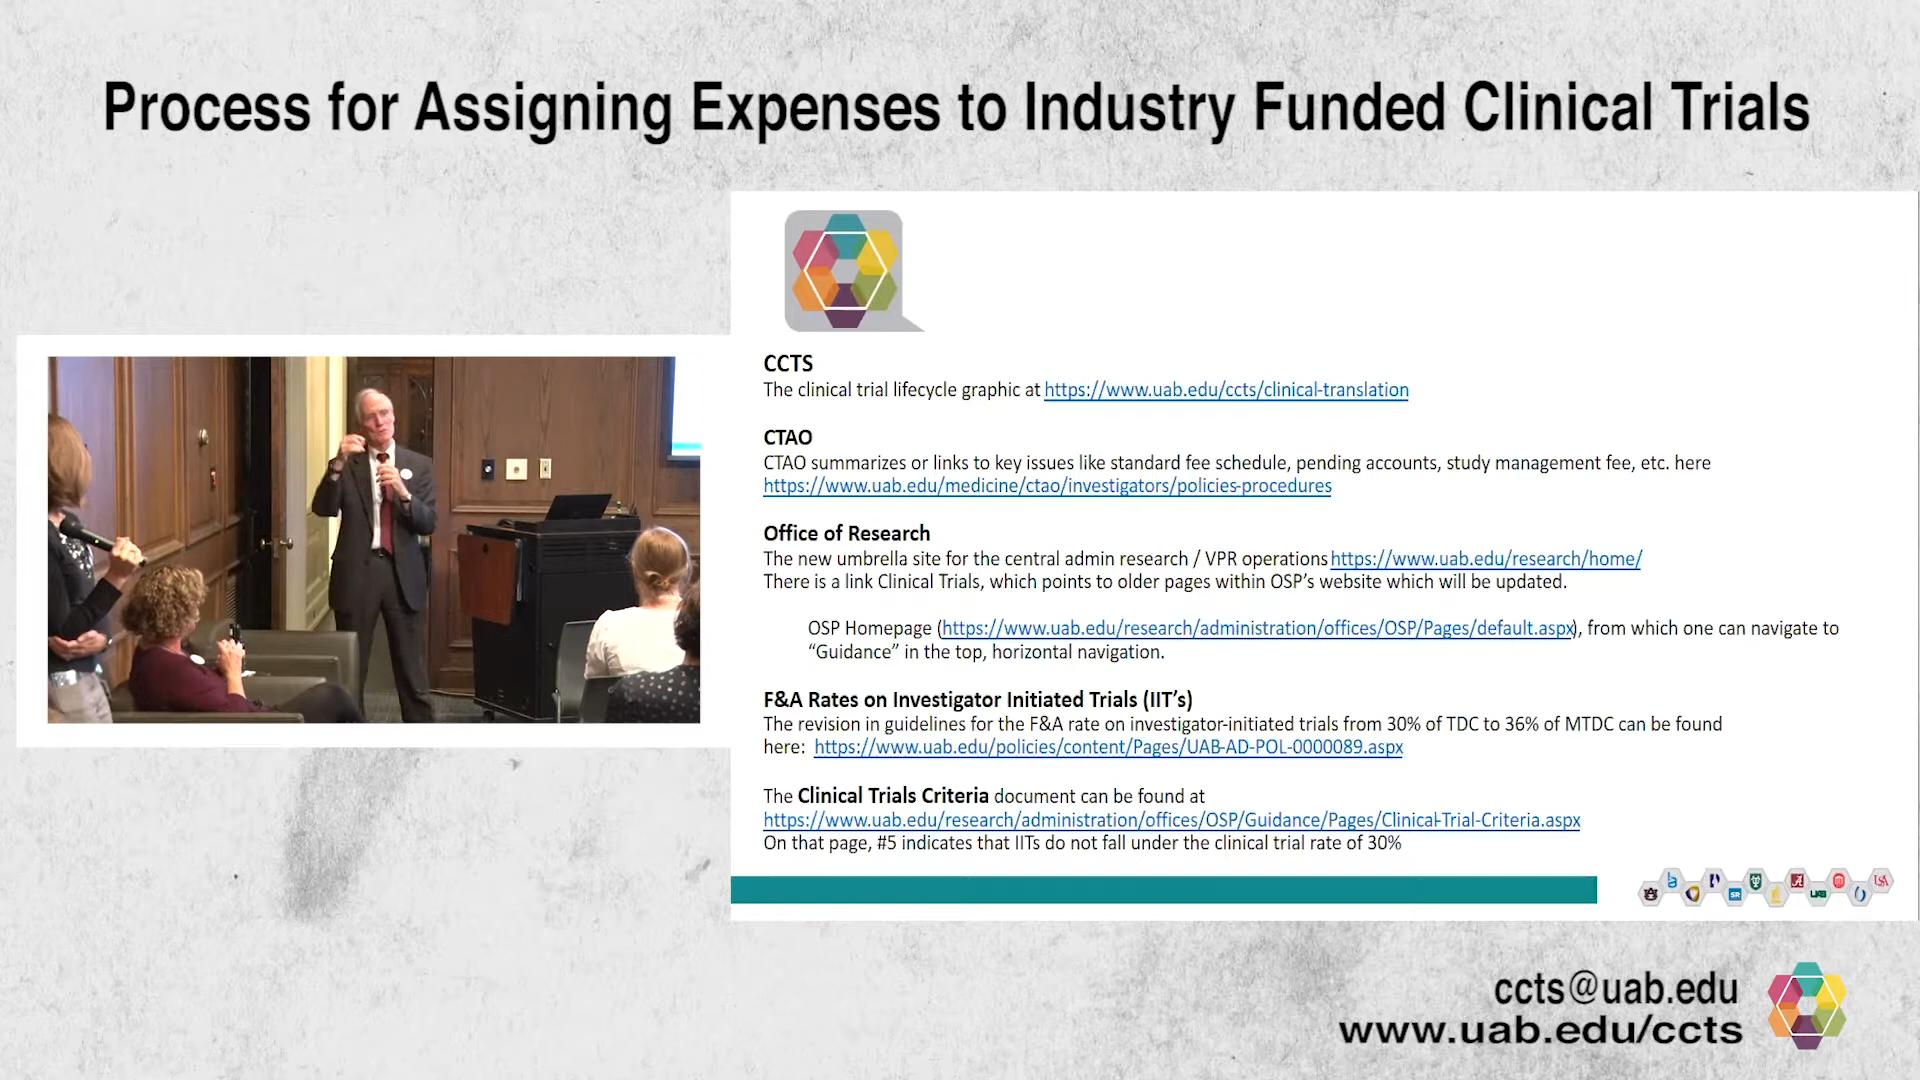 Process for Assigning Expenses to Industry Funded Clinical Trials
CCTS
The clinical trial lifecycle graphic at https://www.uab.edu/ccts/clinical-translation
CTAO
CTAO summarizes or links to key issues like standard fee schedule, pending accounts, study management fee, etc. here
https://www.uab.edu/medicine/ctao/investigators/policies-procedures
Office of Research
The new umbrella site for the central admin research / VPR operations https://www.uab.edu/research/home/
There is a link Clinical Trials, which points to older pages within OSP's website which will be updated.
OSP Homepage (https://www.uab.edu/research/administration/offices/OSP/Pages/default.aspx), from which one can navigate to
“Guidance” in the top, horizontal navigation.
F&A Rates on Investigator Initiated Trials (IIT's)
The revision in guidelines for the F&A rate on investigator-initiated trials from 30% of TDC to 36% of MTDC can be found
here: https://www.uab.edu/policies/content/Pages/UAB-AD-POL-0000089.aspx
The Clinical Trials Criteria document can be found at
https://www.uab.edu/research/administration/offices/OSP/Guidance/Pages/Clinical-Trial-Criteria.aspx
On that page, #5 indicates that IITs do not fall under the clinical trial rate of 30%
ccts@uab.edu
www.uab.edu/ccts